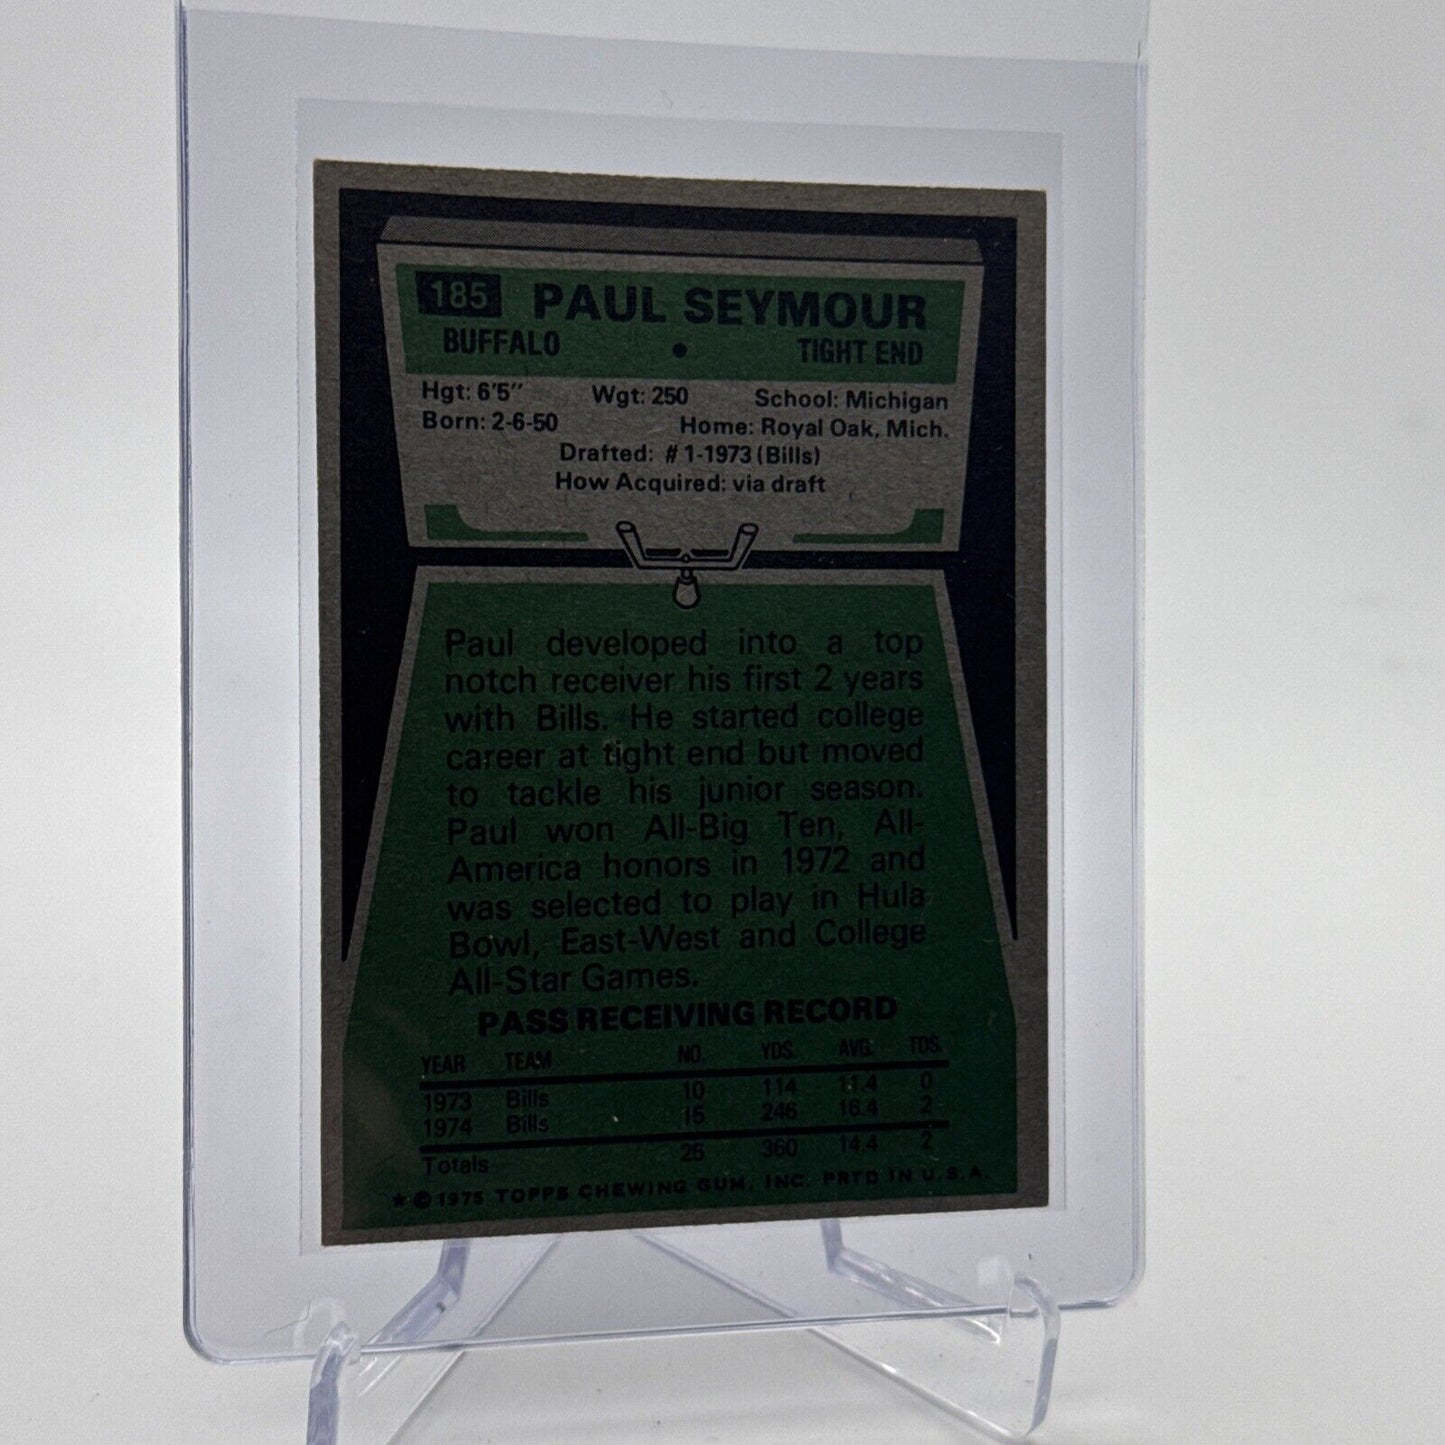 185 PAUL SEYMOUR
BUFFALO • TIGHT END
Hgt: 6'5" Wgt: 250 School: Michigan
Born: 2-6-50 Home: Royal Oak, Mich.
Drafted: #1-1973 (Bills)
How Acquired: via draft
Paul developed into a top
notch receiver his first 2 years
with Bills. He started college
career at tight end but moved
to tackle his junior season.
Paul won All-Big Ten, All-
America honors in 1972 and
was selected to play in Hula
Bowl, East-West and College
All-Star Games.
PASS RECEIVING RECORD
YEAR TEAM NO. YDS. AVG. TDS.
1973 Bills 10 114 11.4 0
1974 Bills 15 246 16.4 2
Totals 25 360 14.4 2
* © 1975 TOPPS CHEWING GUM, INC. PRTD IN U.S.A.